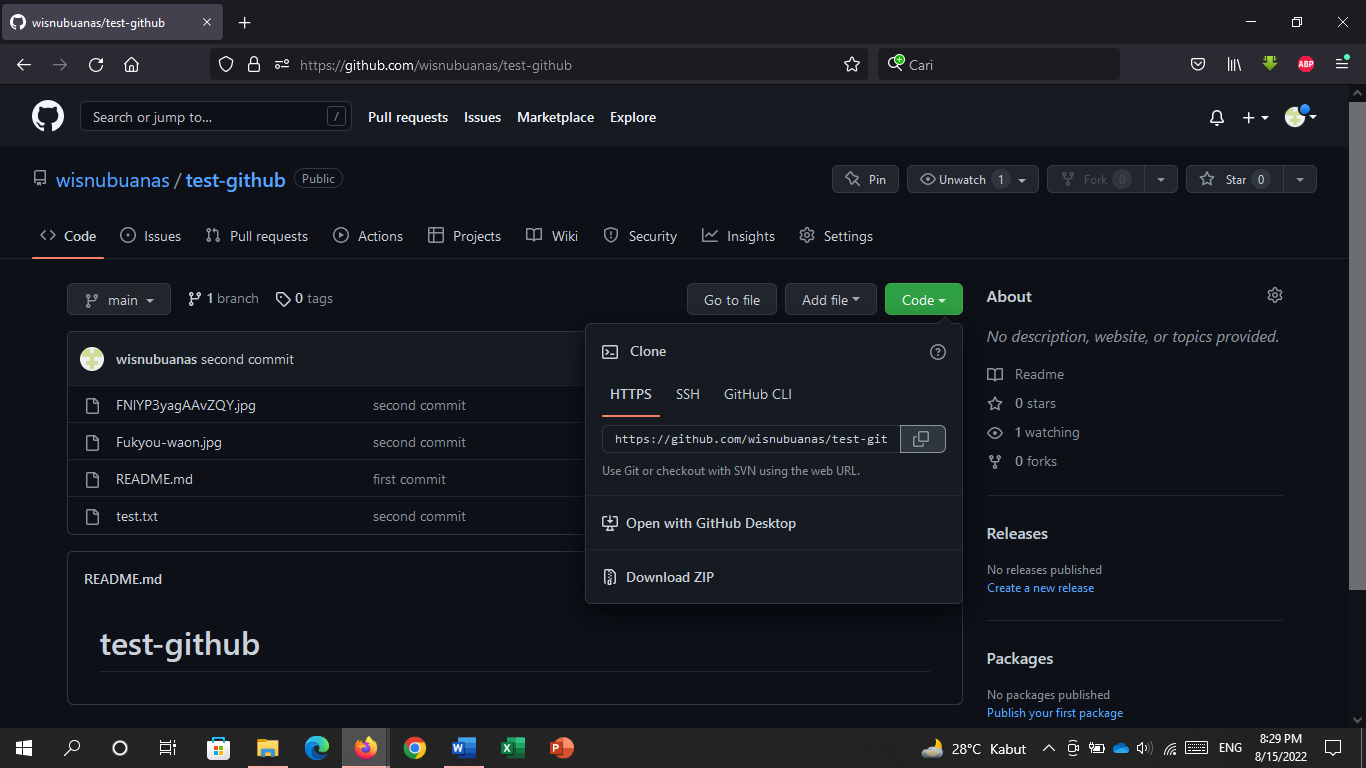 wisnubuanas/test-github
https://github.com/wisnubuanas/test-github
Cari
ABP
Search or jump to... /
Pull requests Issues Marketplace Explore
wisnubuanas / test-github Public
Pin Unwatch 1 Fork 0 Star 0
Code Issues Pull requests Actions Projects Wiki Security Insights Settings
main 1 branch 0 tags Go to file Add file Code
wisnubuanas second commit
FNlYP3yagAAvZQY.jpg second commit
Fukyou-waon.jpg second commit
README.md first commit
test.txt second commit
Clone
HTTPS SSH GitHub CLI
https://github.com/wisnubuanas/test-git
Use Git or checkout with SVN using the web URL.
Open with GitHub Desktop
Download ZIP
README.md
test-github
About
No description, website, or topics provided.
Readme
0 stars
1 watching
0 forks
Releases
No releases published
Create a new release
Packages
No packages published
Publish your first package
28°C Kabut ENG
8:29 PM
8/15/2022